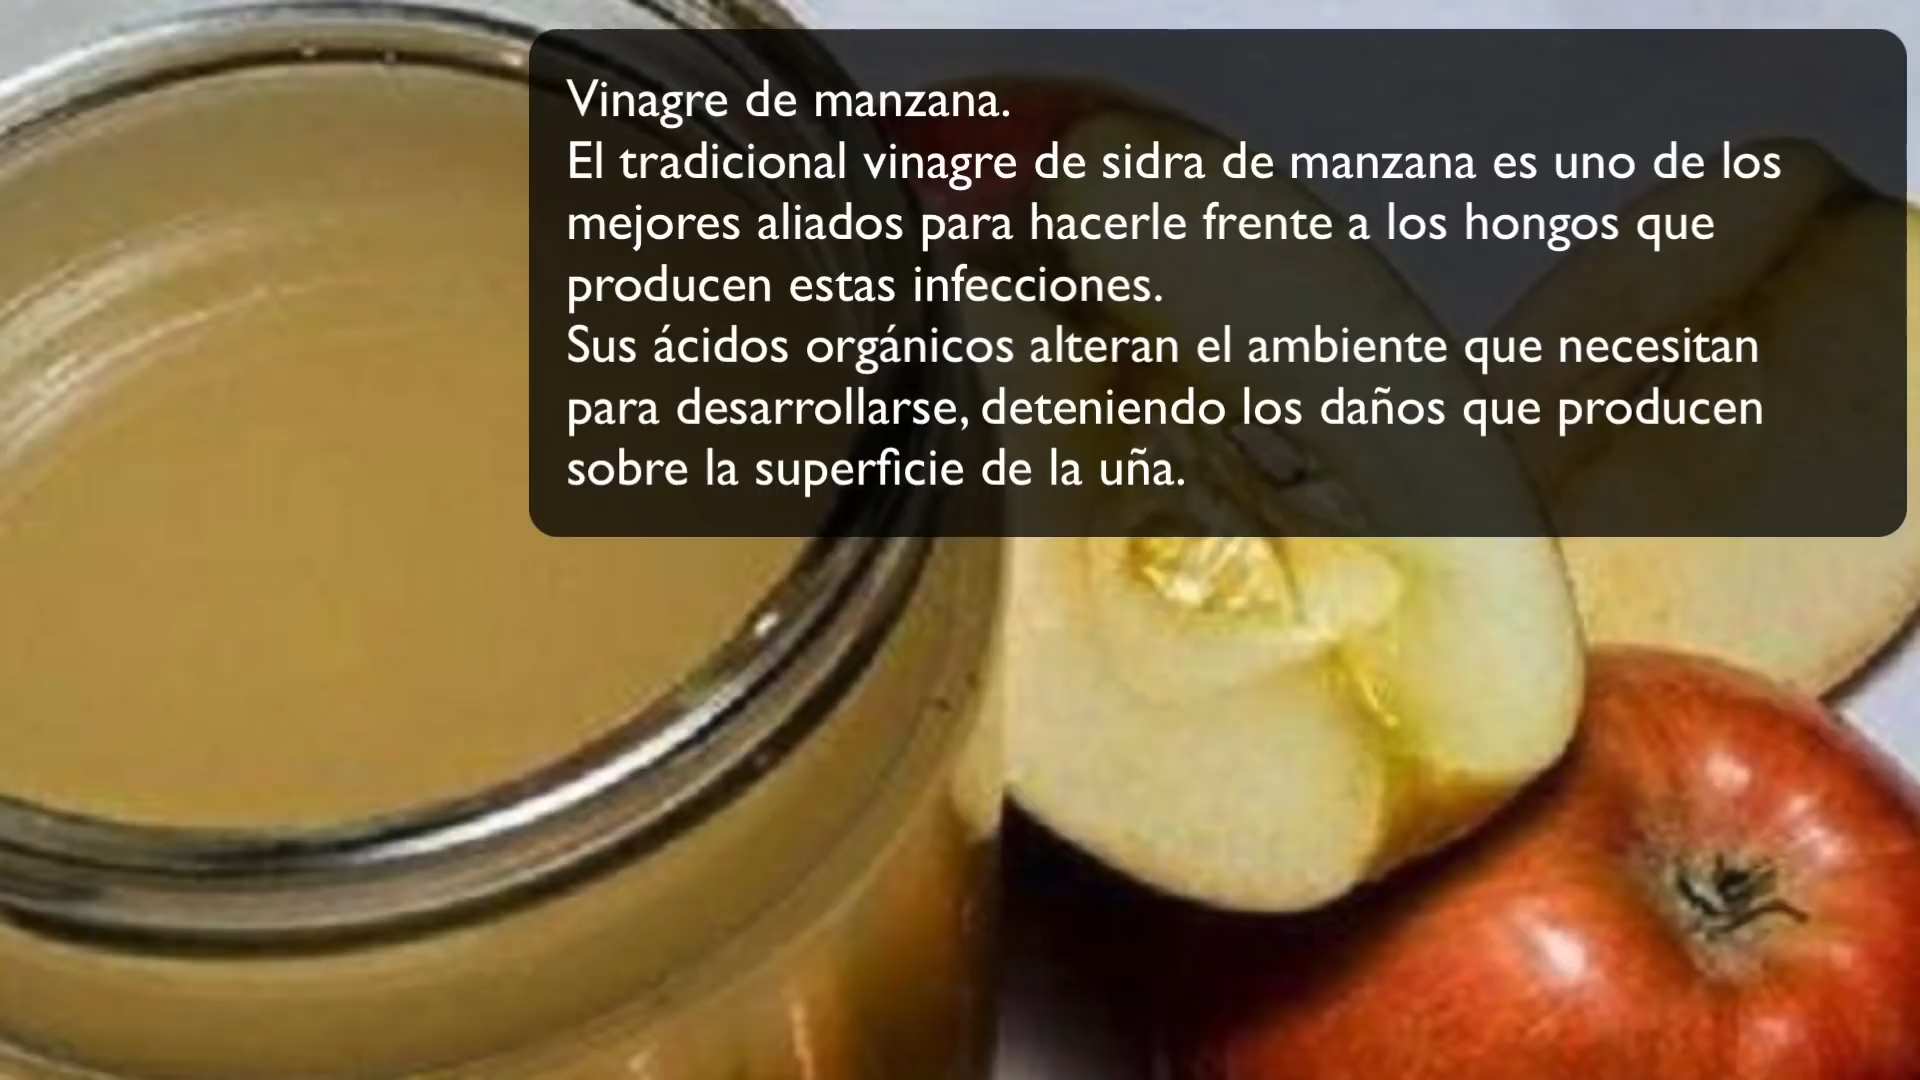 Vinagre de manzana.
El tradicional vinagre de sidra de manzana es uno de los
mejores aliados para hacerle frente a los hongos que
producen estas infecciones.
Sus ácidos orgánicos alteran el ambiente que necesitan
para desarrollarse, deteniendo los daños que producen
sobre la superficie de la uña.